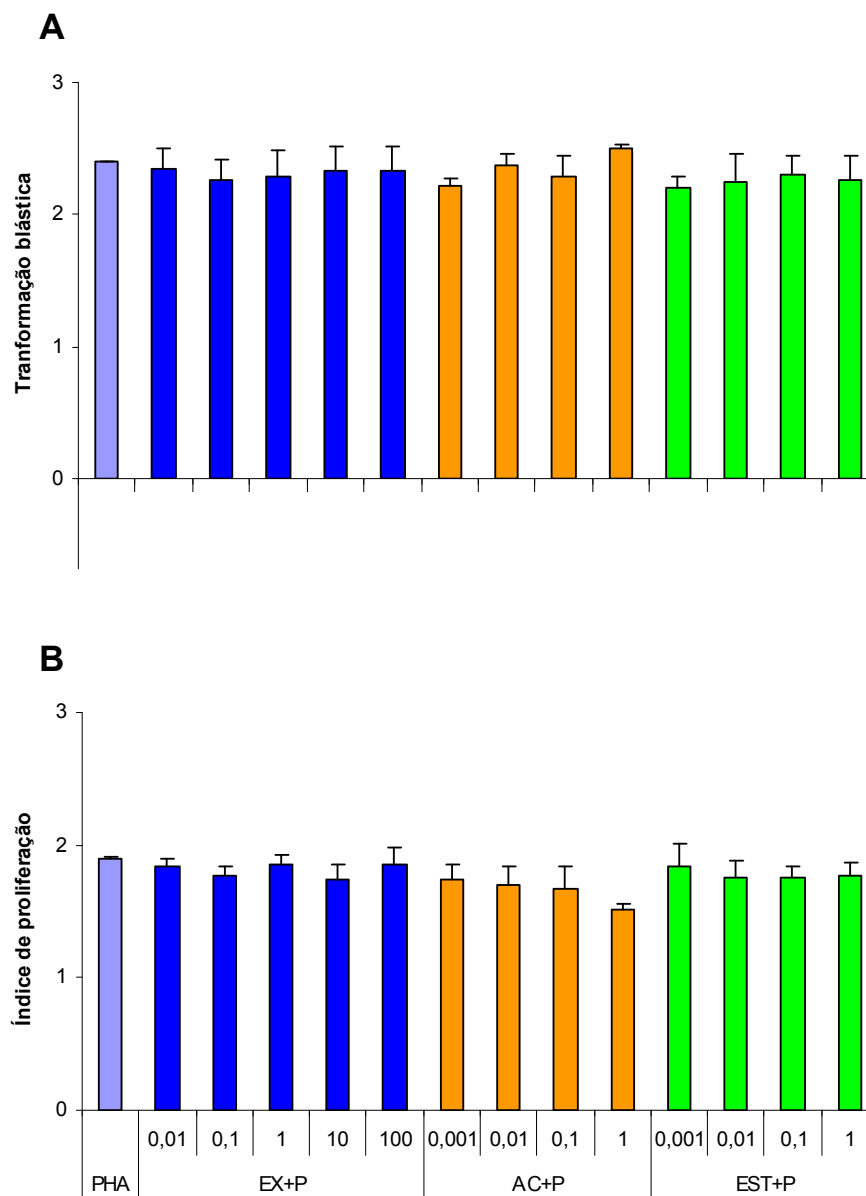 A
3
Tranformação blástica
2
1
0
B
3
Índice de proliferação
2
1
0
0,01 0,1 1 10 100 0,001 0,01 0,1 1 0,001 0,01 0,1 1
PHA EX+P AC+P EST+P